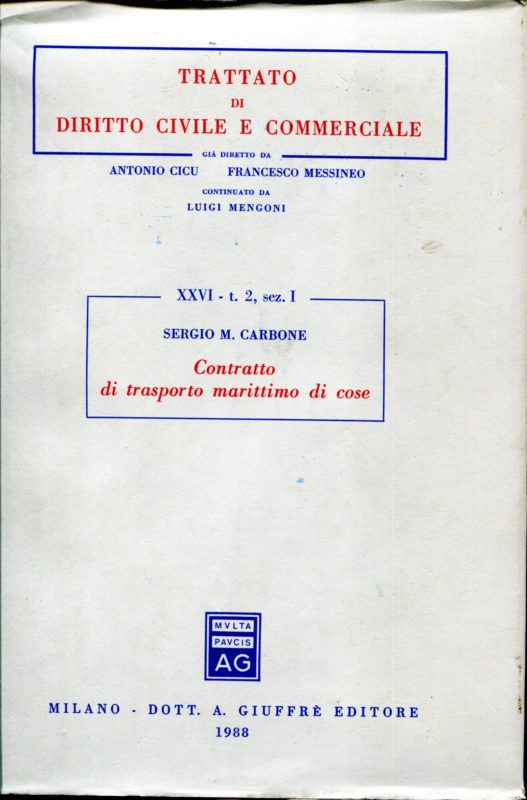 TRATTATO
DI
DIRITTO CIVILE E COMMERCIALE
GIÀ DIRETTO DA
ANTONIO CICU FRANCESCO MESSINEO
CONTINUATO DA
LUIGI MENGONI
XXVI - t. 2, sez. I
SERGIO M. CARBONE
Contratto
di trasporto marittimo di cose
MVLTA
PAVCIS
AG
MILANO - DOTT. A. GIUFFRÈ EDITORE
1988